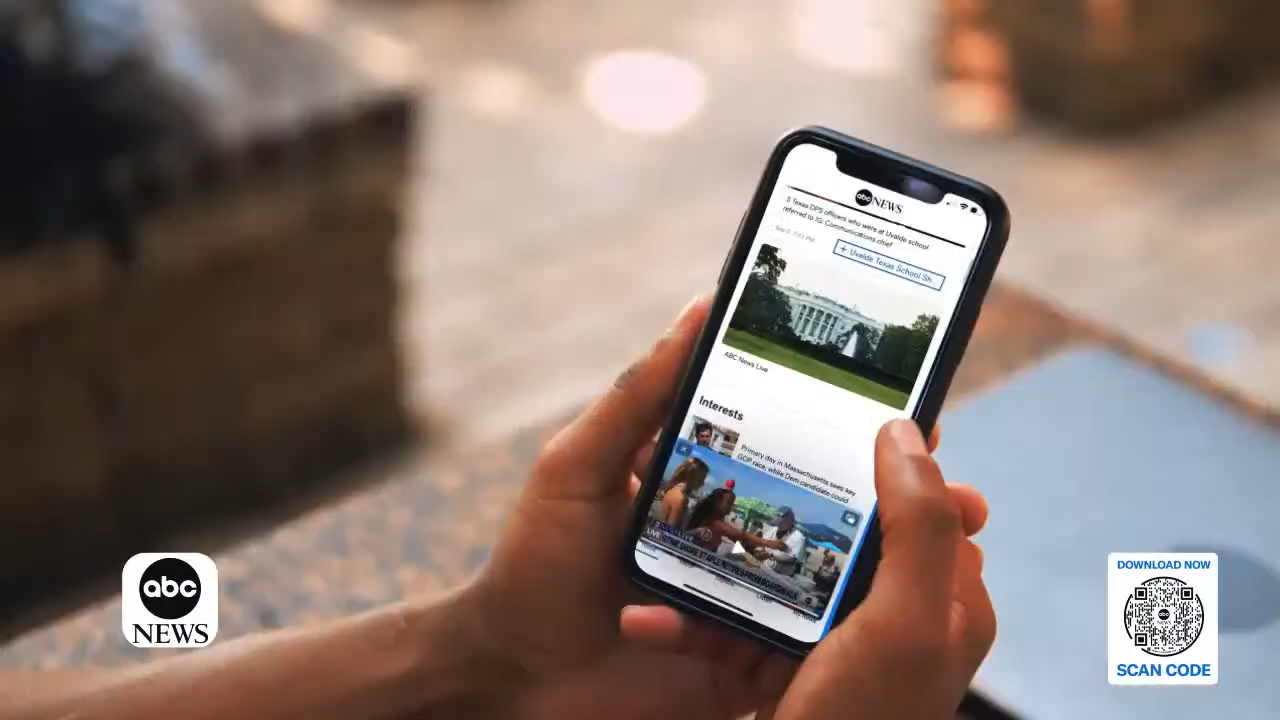 abc NEWS
5 Texas DPS officers who were at Uvalde school
referred to IG: Communications chief
+ Uvalde Texas School Sh..
ABC News Live
Interests
Primary day in Massachusetts sees key
GOP race, while Dem candidate could
LIVE
abc
NEWS
DOWNLOAD NOW
abc
SCAN CODE